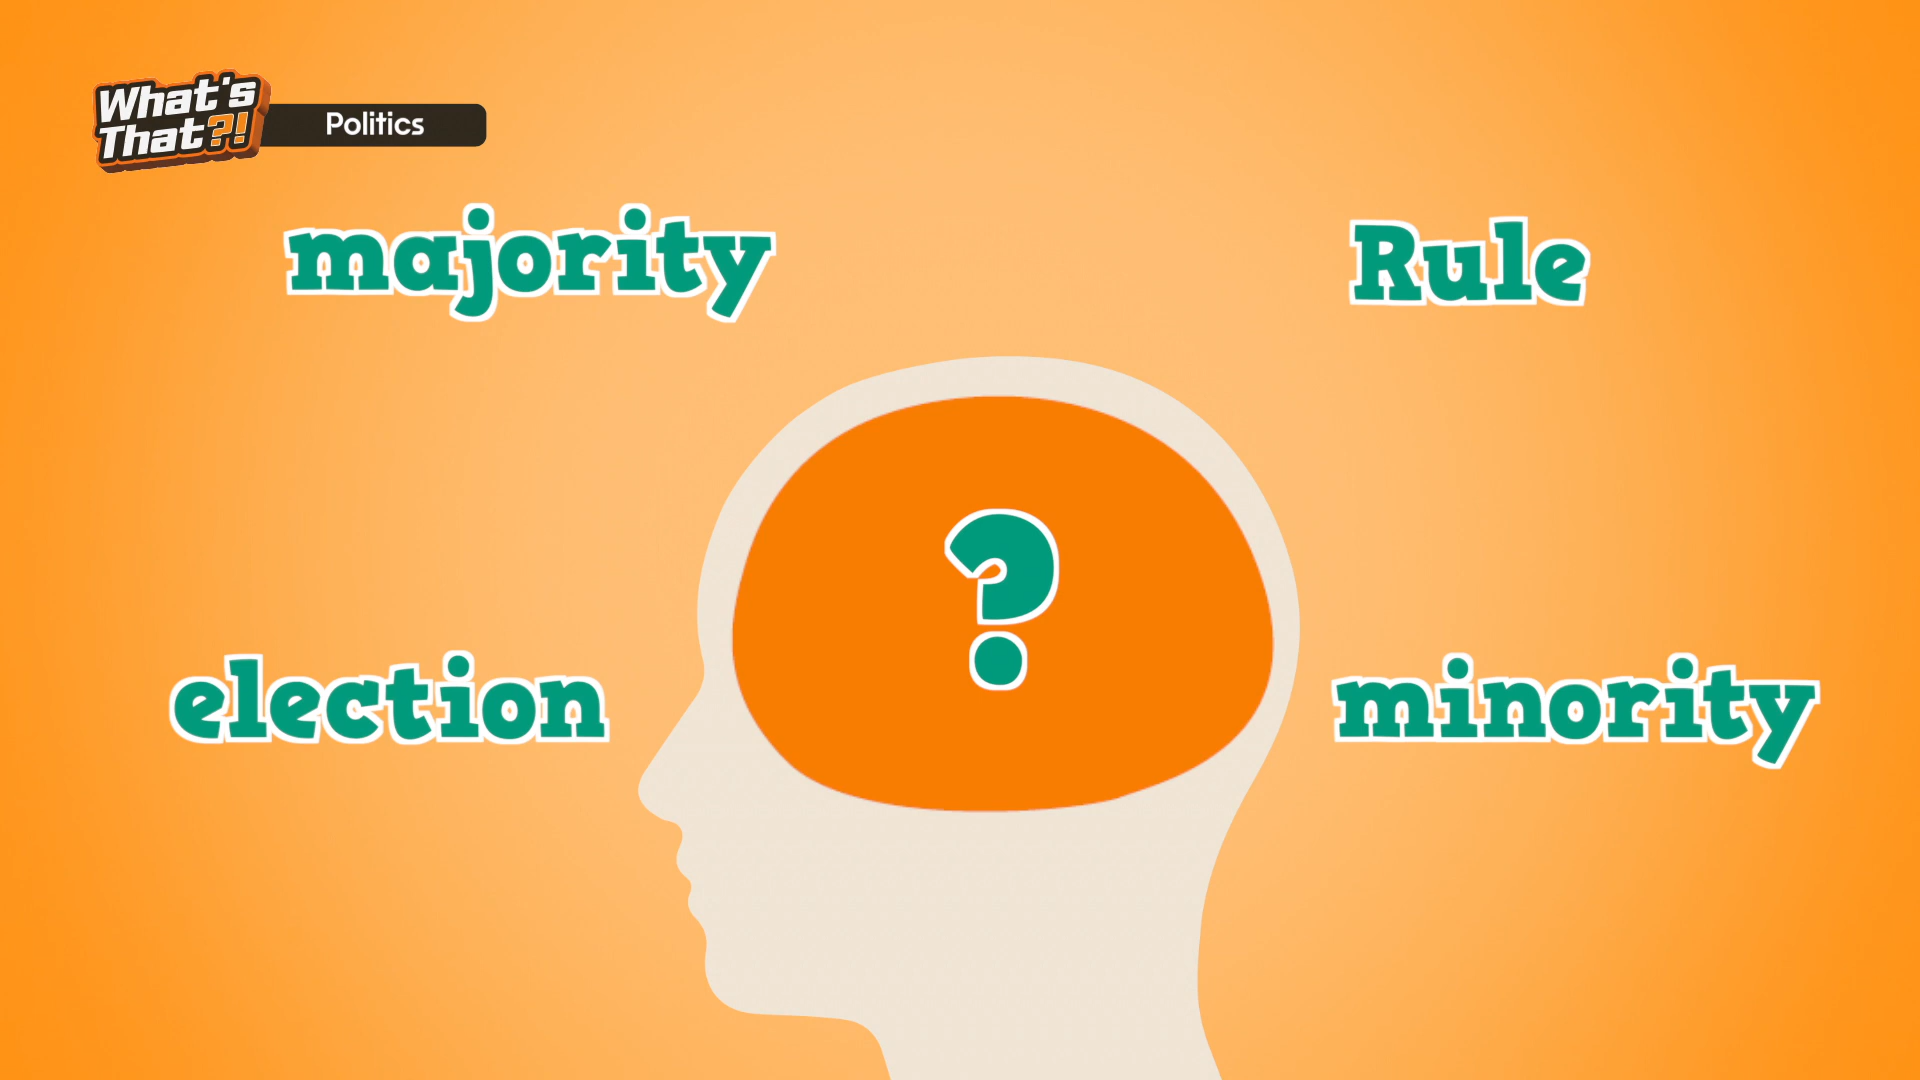 What's
That?!
Politics
majority
Rule
?
election
minority